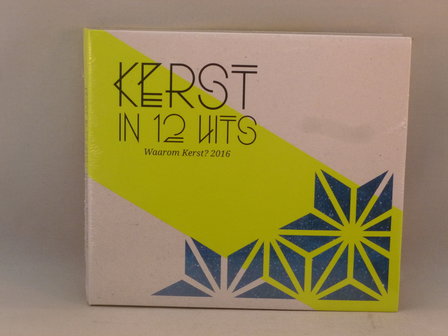 KERST
IN 12 HITS
Waarom Kerst? 2016